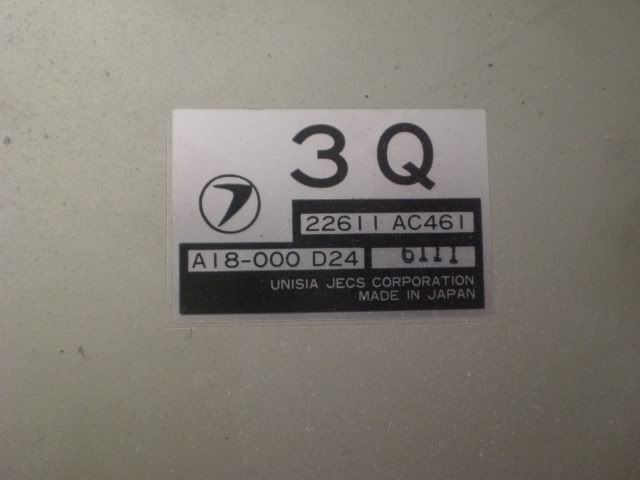 3Q
22611 AC461
A18-000 D24 6111
UNISIA JECS CORPORATION
MADE IN JAPAN